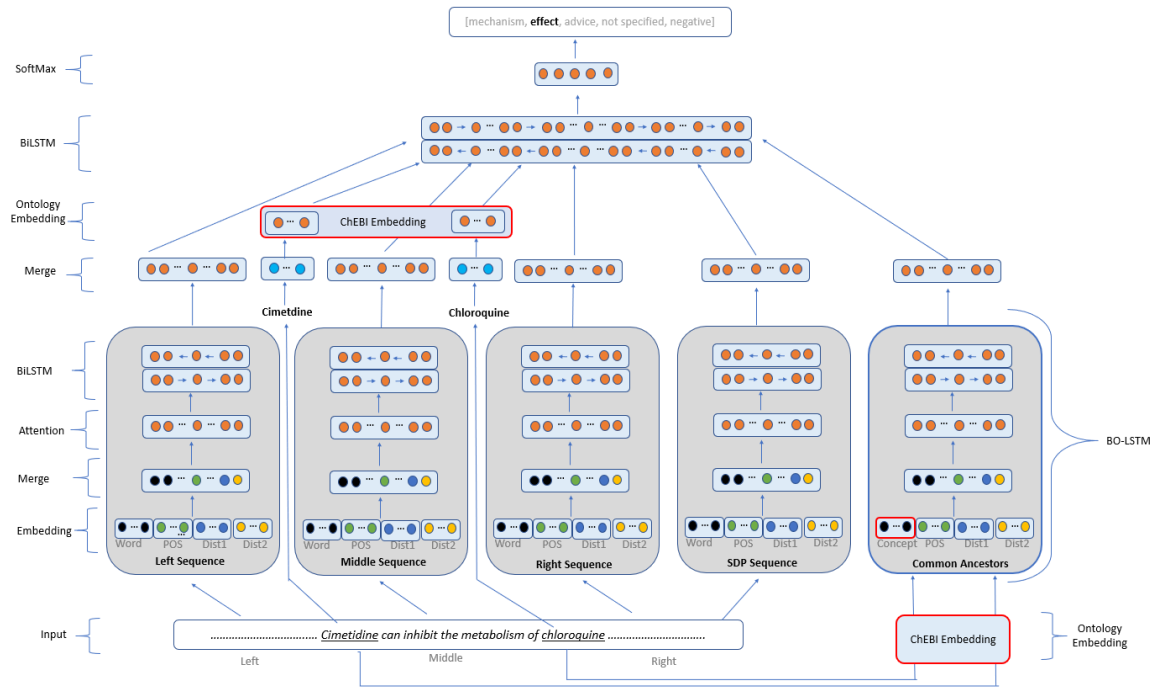 [mechanism, effect, advice, not specified, negative]
SoftMax
BiLSTM
Ontology
Embedding
ChEBI Embedding
Merge
Cimetdine
Chloroquine
BiLSTM
Attention
BO-LSTM
Merge
Embedding
Word POS Dist1 Dist2
Left Sequence
Word POS Dist1 Dist2
Middle Sequence
Word POS Dist1 Dist2
Right Sequence
Word POS Dist1 Dist2
SDP Sequence
Concept POS Dist1 Dist2
Common Ancestors
Input
........................... Cimetidine can inhibit the metabolism of chloroquine ...........................
Left Middle Right
ChEBI Embedding
Ontology
Embedding